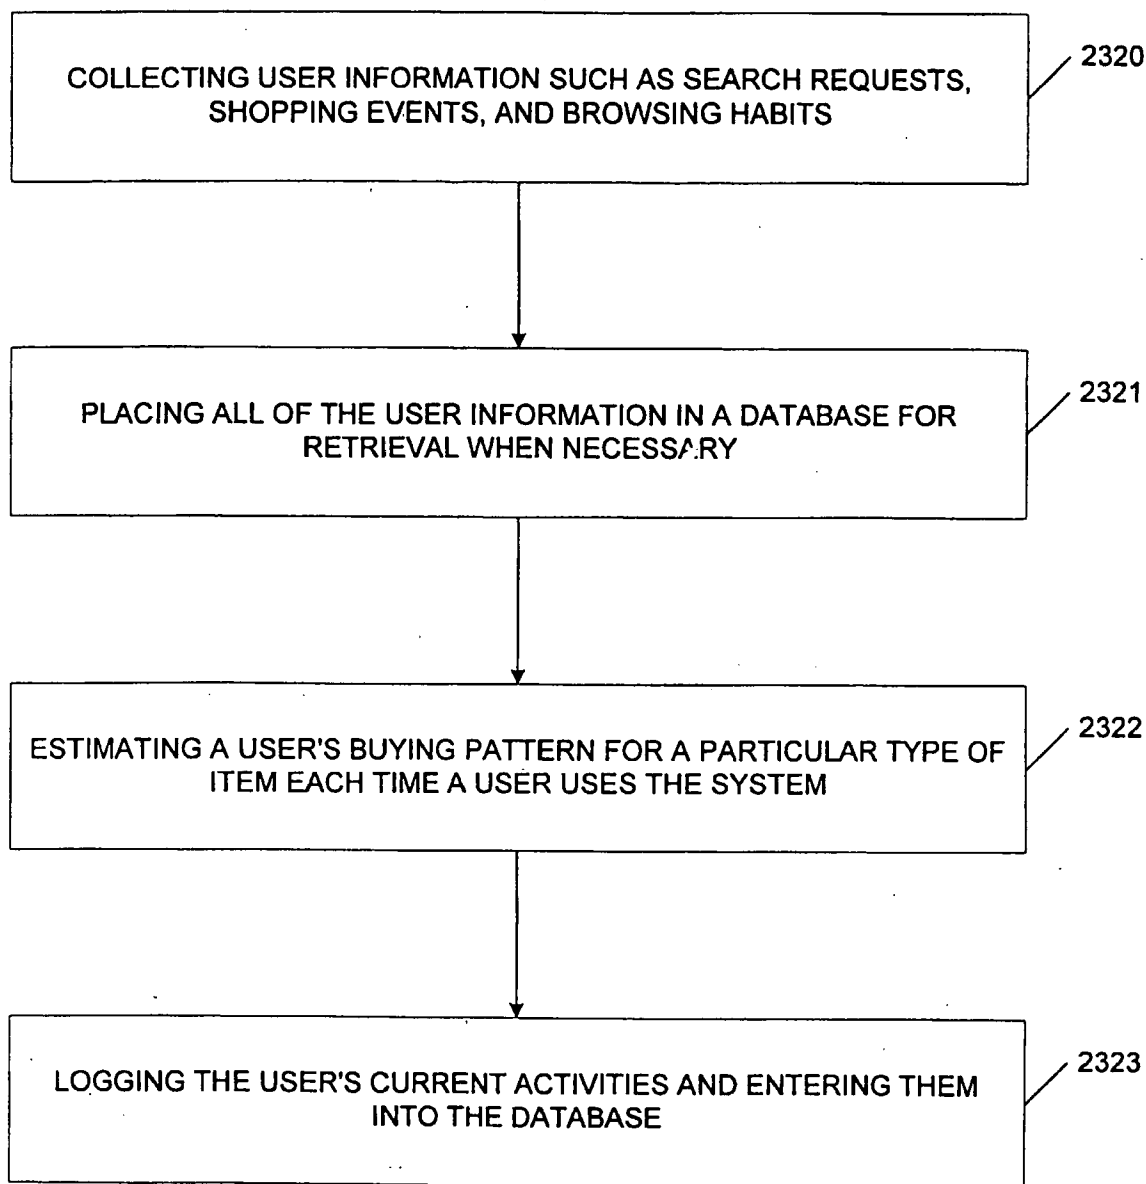 COLLECTING USER INFORMATION SUCH AS SEARCH REQUESTS,
SHOPPING EVENTS, AND BROWSING HABITS
2320
PLACING ALL OF THE USER INFORMATION IN A DATABASE FOR
RETRIEVAL WHEN NECESSARY
2321
ESTIMATING A USER'S BUYING PATTERN FOR A PARTICULAR TYPE OF
ITEM EACH TIME A USER USES THE SYSTEM
2322
LOGGING THE USER'S CURRENT ACTIVITIES AND ENTERING THEM
INTO THE DATABASE
2323